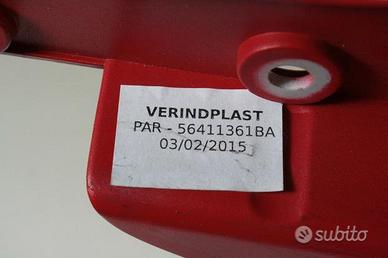 VERINDPLAST
PAR - 56411361BA
03/02/2015
subito